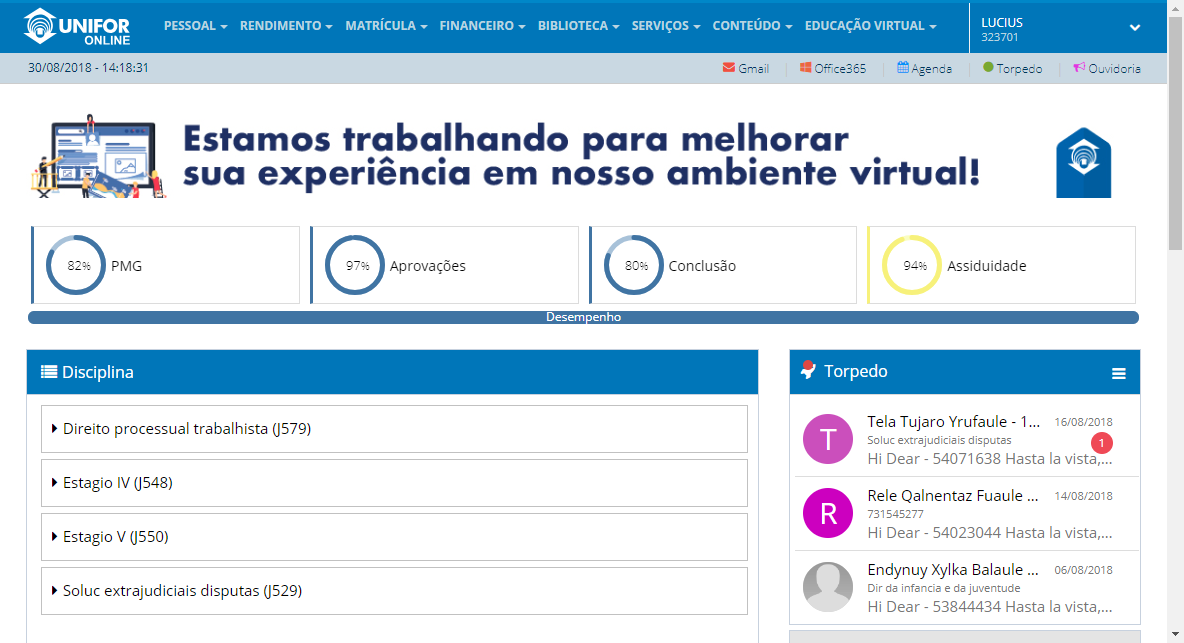 UNIFOR
ONLINE
PESSOAL RENDIMENTO MATRÍCULA FINANCEIRO BIBLIOTECA SERVIÇOS CONTEÚDO EDUCAÇÃO VIRTUAL
LUCIUS
323701
30/08/2018 - 14:18:31
Gmail Office365 Agenda Torpedo Ouvidoria
Estamos trabalhando para melhorar
sua experiência em nosso ambiente virtual!
82% PMG
97% Aprovações
80% Conclusão
94% Assiduidade
Desempenho
Disciplina
Direito processual trabalhista (J579)
Estagio IV (J548)
Estagio V (J550)
Soluc extrajudiciais disputas (J529)
Torpedo
T
Tela Tujaro Yrufaule - 1... 16/08/2018
Soluc extrajudiciais disputas
1
Hi Dear - 54071638 Hasta la vista,...
R
Rele Qalnentaz Fuaule ... 14/08/2018
731545277
Hi Dear - 54023044 Hasta la vista,...
Endynuy Xylka Balaule ... 06/08/2018
Dir da infancia e da juventude
Hi Dear - 53844434 Hasta la vista,...